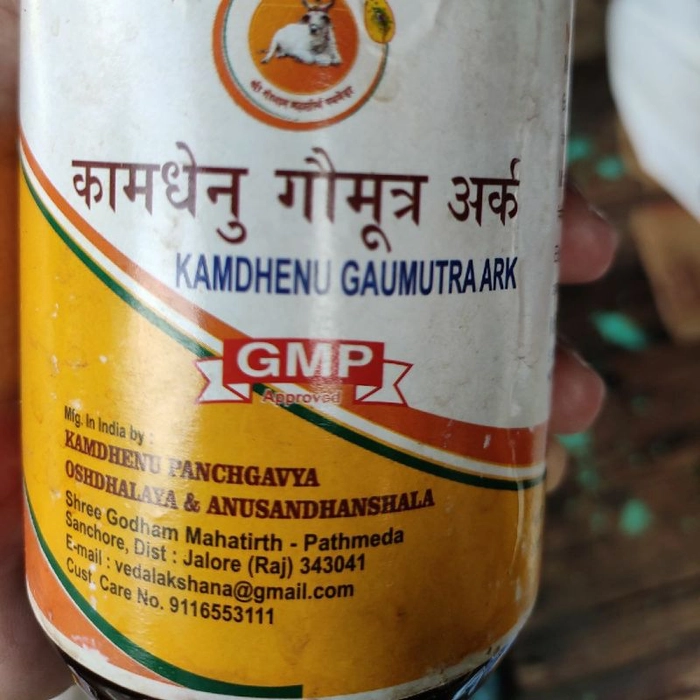 कामधेनु गौमूत्र अर्क
KAMDHENU GAUMUTRA ARK
GMP
Approved
Mfg. In India by :
KAMDHENU PANCHGAVYA
OSHDHALAYA & ANUSANDHANSHALA
Shree Godham Mahatirth - Pathmeda
Sanchore, Dist : Jalore (Raj) 343041
E-mail : vedalakshana@gmail.com
Cust. Care No. 9116553111